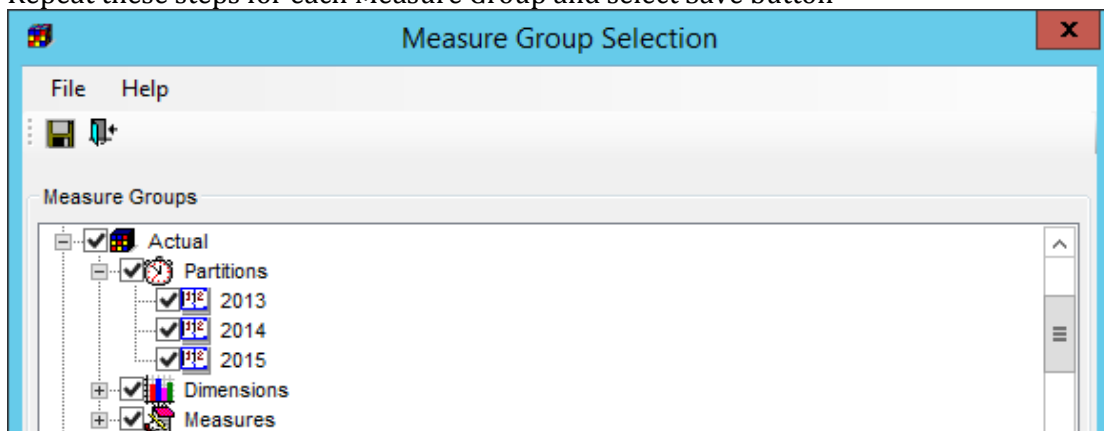 Repeat these steps for each Measure Group and select save button
Measure Group Selection
File Help
Measure Groups
Actual
Partitions
2013
2014
2015
Dimensions
Measures